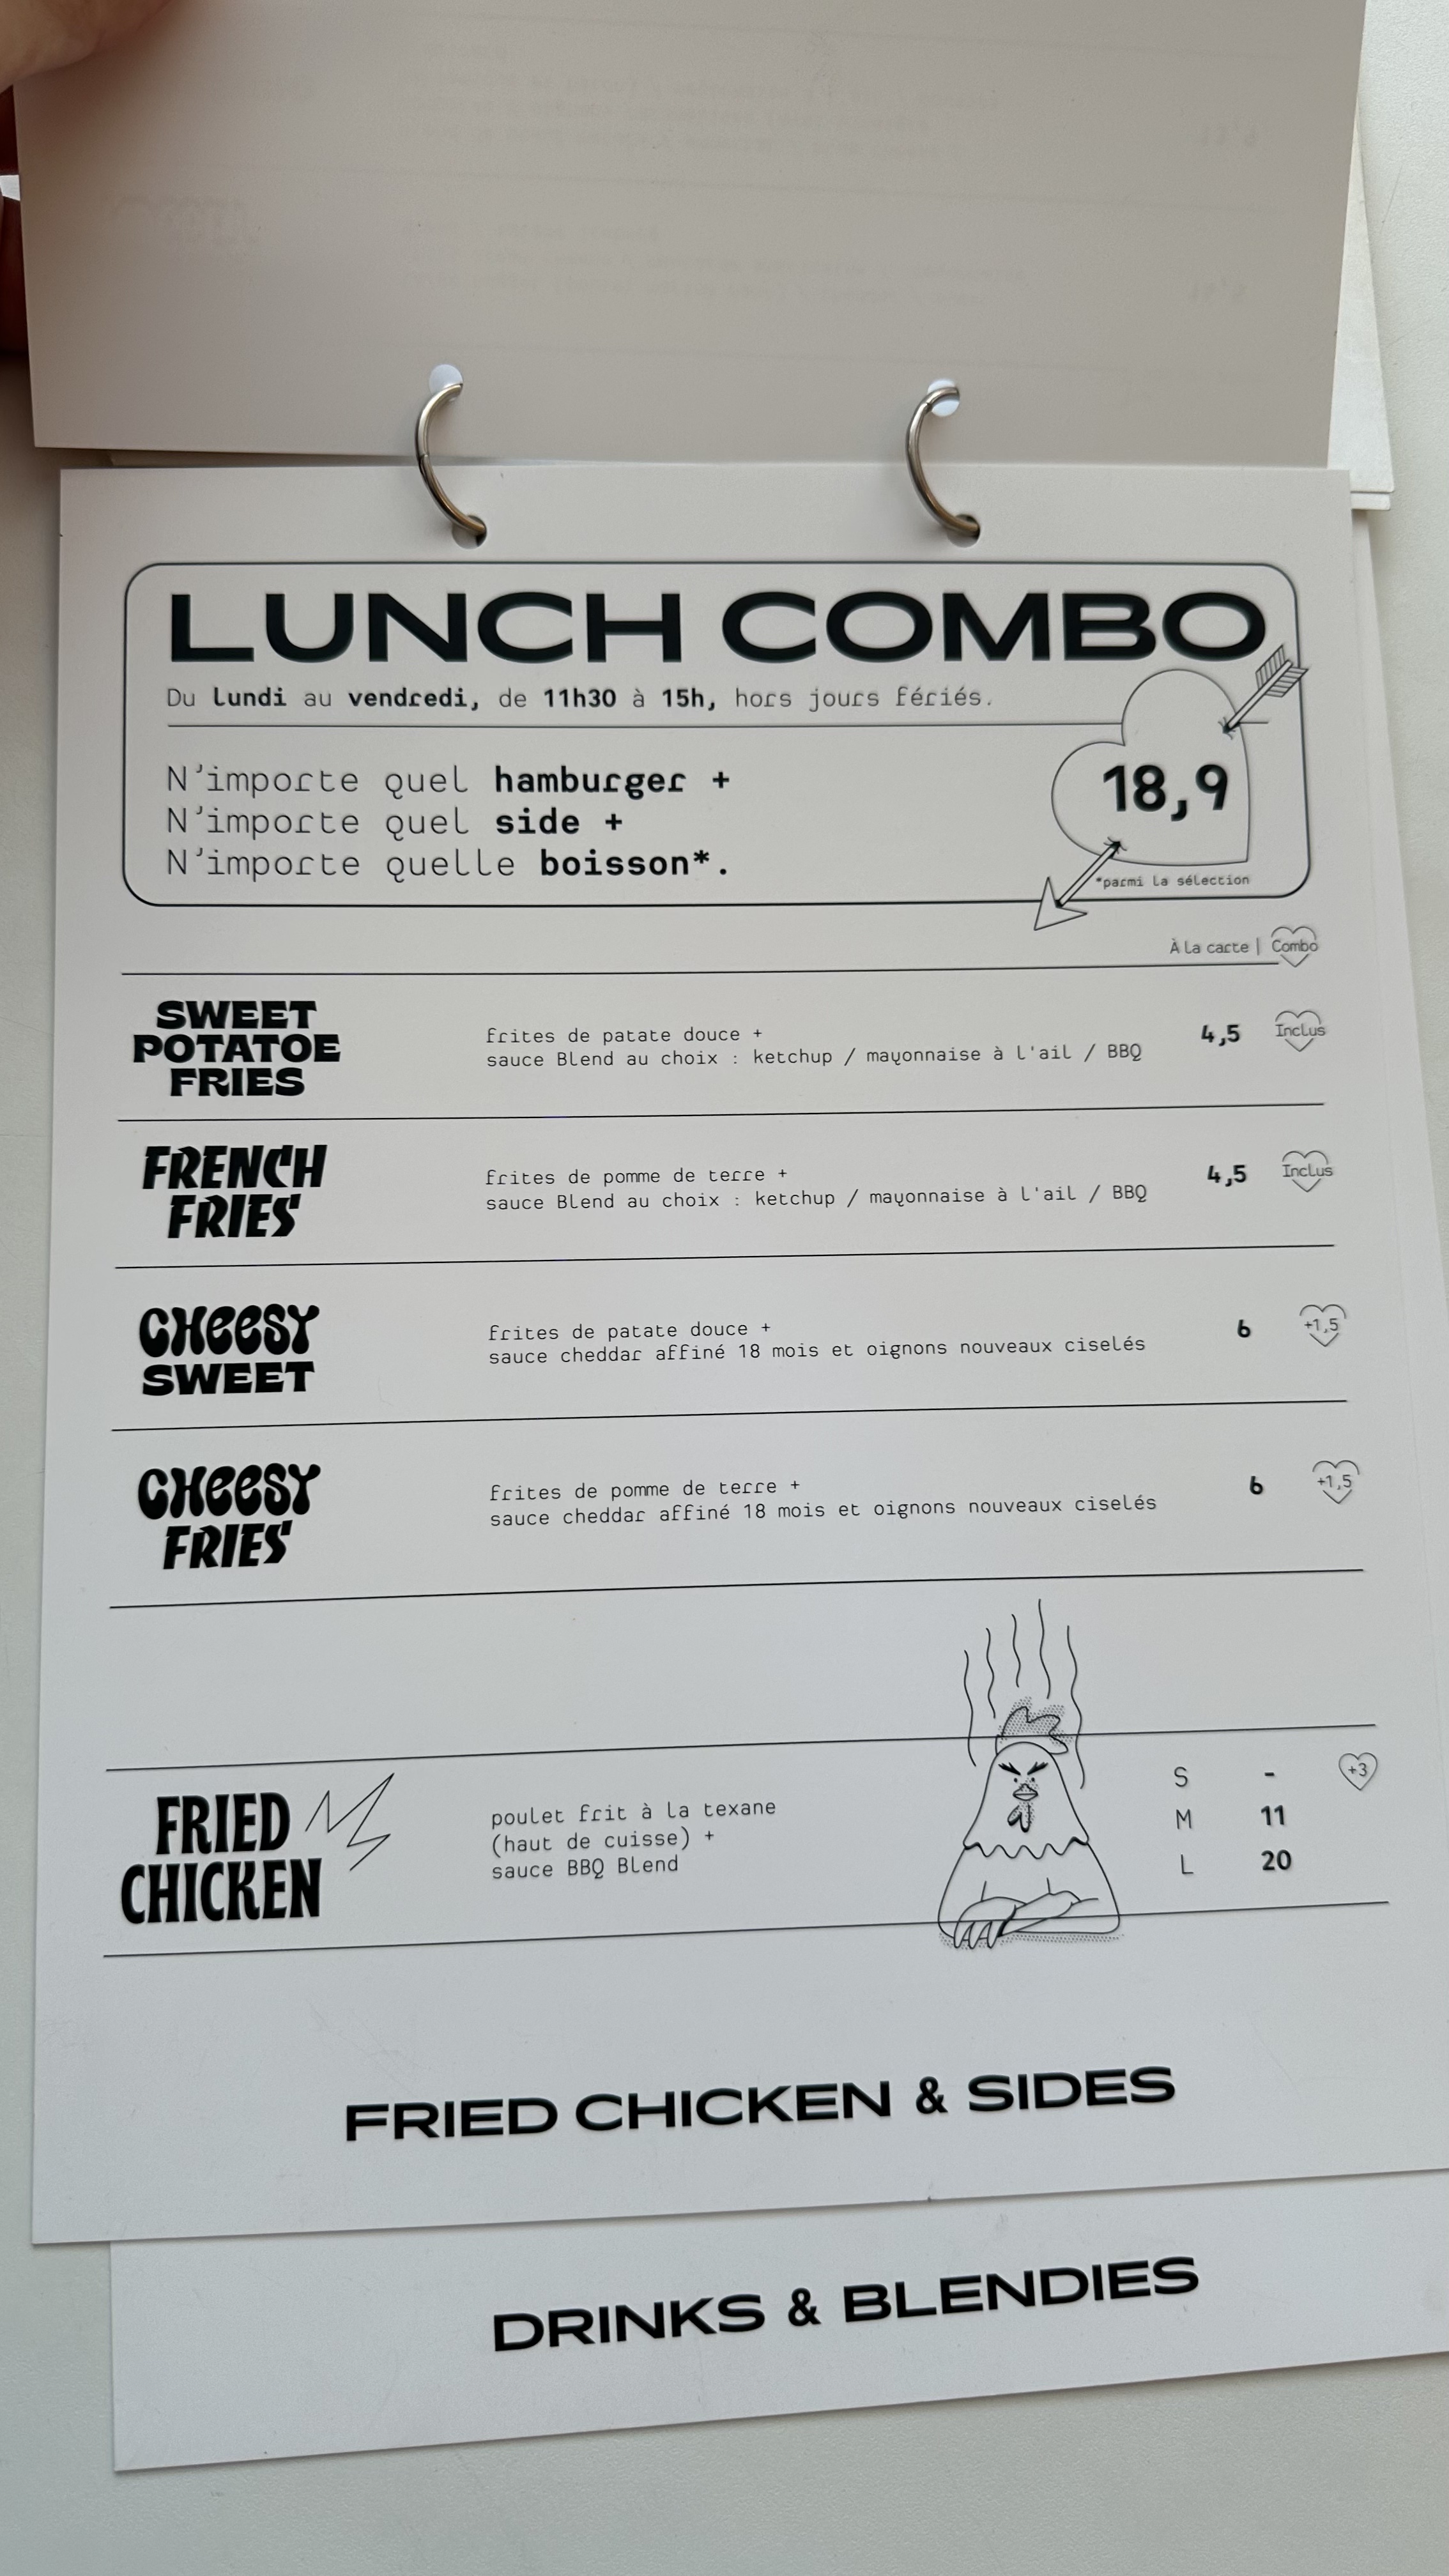 LUNCH COMBO
Du lundi au vendredi, de 11h30 à 15h, hors jours fériés.
N'importe quel hamburger +
N'importe quel side +
N'importe quelle boisson*.
18,9
*parmi la sélection
À la carte | Combo
SWEET
POTATOE
FRIES
frites de patate douce +
sauce Blend au choix : ketchup / mayonnaise à l'ail / BBQ
4,5 Inclus
FRENCH
FRIES
frites de pomme de terre +
sauce Blend au choix : ketchup / mayonnaise à l'ail / BBQ
4,5 Inclus
CHEESY
SWEET
frites de patate douce +
sauce cheddar affiné 18 mois et oignons nouveaux ciselés
6 +1,5
CHEESY
FRIES
frites de pomme de terre +
sauce cheddar affiné 18 mois et oignons nouveaux ciselés
6 +1,5
FRIED
CHICKEN
poulet frit à la texane
(haut de cuisse) +
sauce BBQ Blend
S - +3
M 11
L 20
FRIED CHICKEN & SIDES
DRINKS & BLENDIES